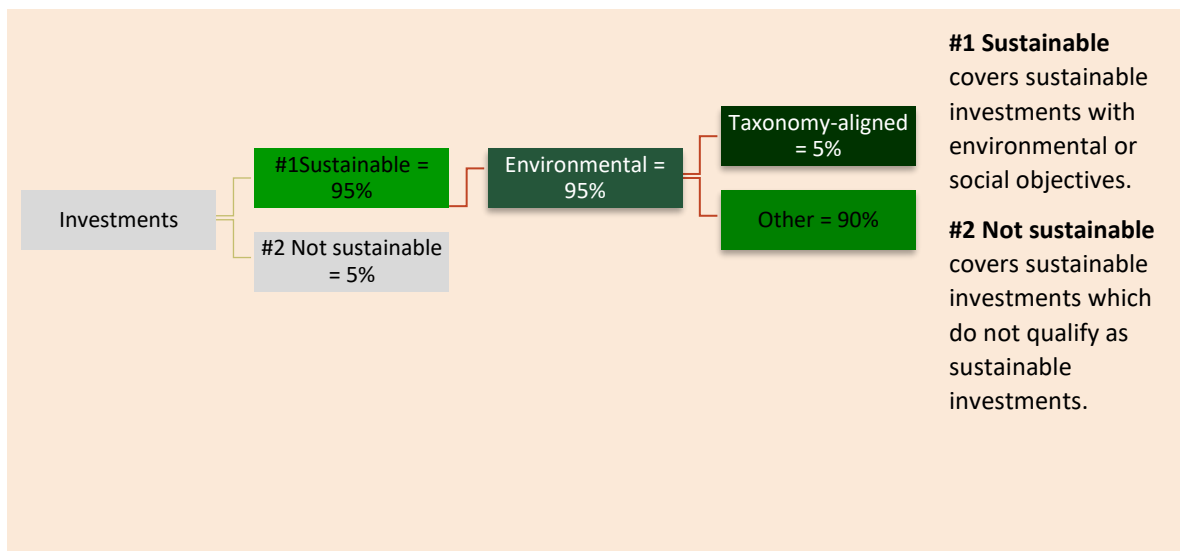 Investments
#1Sustainable =
95%
#2 Not sustainable
= 5%
Environmental =
95%
Taxonomy-aligned
= 5%
Other = 90%
#1 Sustainable
covers sustainable
investments with
environmental or
social objectives.
#2 Not sustainable
covers sustainable
investments which
do not qualify as
sustainable
investments.